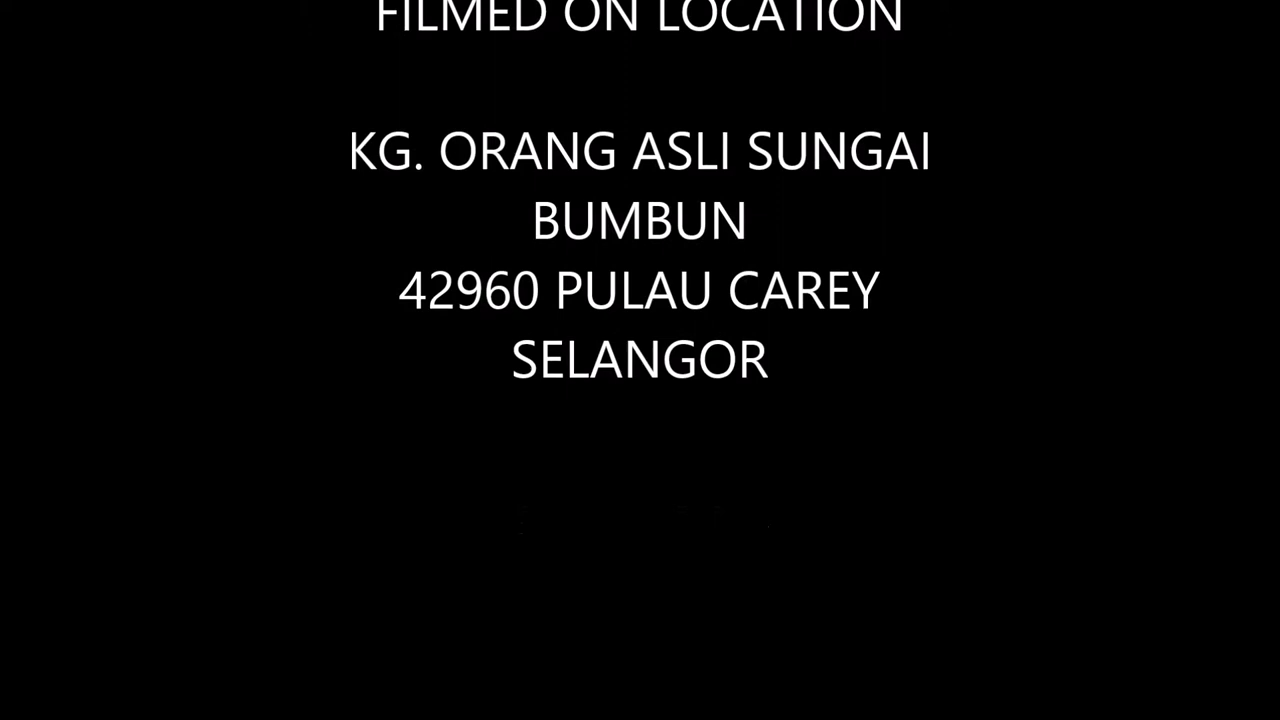 FILMED ON LOCATION
KG. ORANG ASLI SUNGAI
BUMBUN
42960 PULAU CAREY
SELANGOR